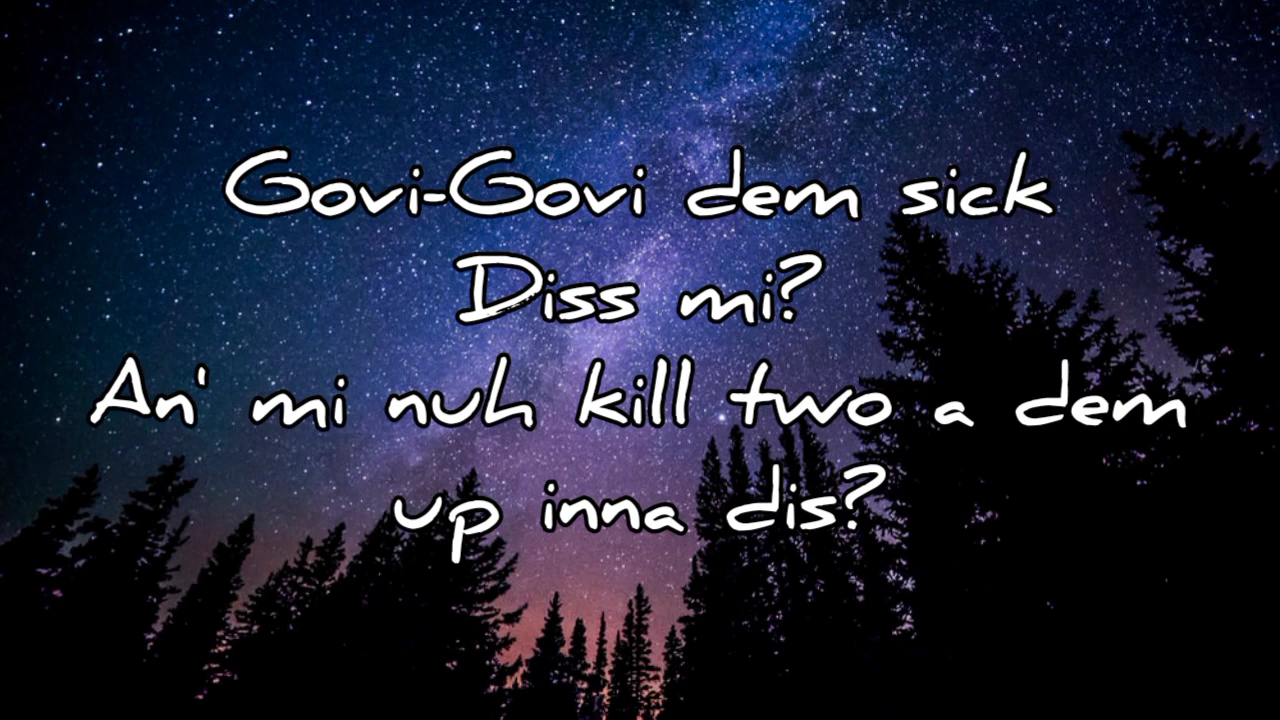 Govi-Govi dem sick
Diss mi?
An' mi nuh kill two a dem
up inna dis?